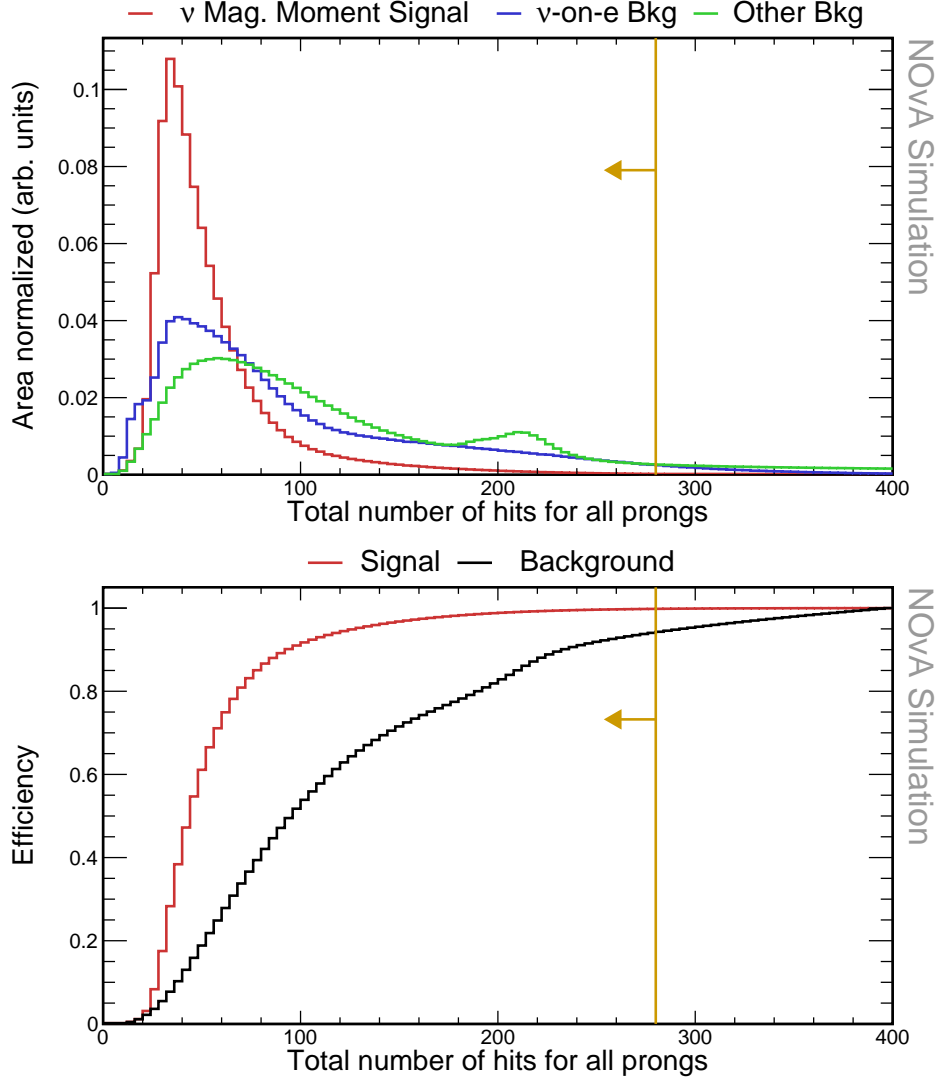 ν Mag. Moment Signal ν-on-e Bkg Other Bkg
NOνA Simulation
Area normalized (arb. units)
0.1
0.08
0.06
0.04
0.02
0
0 100 200 300 400
Total number of hits for all prongs
Signal Background
NOνA Simulation
Efficiency
1
0.8
0.6
0.4
0.2
0
0 100 200 300 400
Total number of hits for all prongs